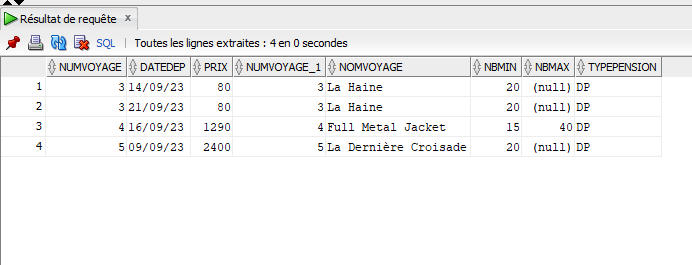 Résultat de requête x
SQL | Toutes les lignes extraites : 4 en 0 secondes
NUMVOYAGE DATEDEP PRIX NUMVOYAGE_1 NOMVOYAGE NBMIN NBMAX TYPEPENSION
1 3 14/09/23 80 3 La Haine 20 (null) DP
2 3 21/09/23 80 3 La Haine 20 (null) DP
3 4 16/09/23 1290 4 Full Metal Jacket 15 40 DP
4 5 09/09/23 2400 5 La Dernière Croisade 20 (null) DP